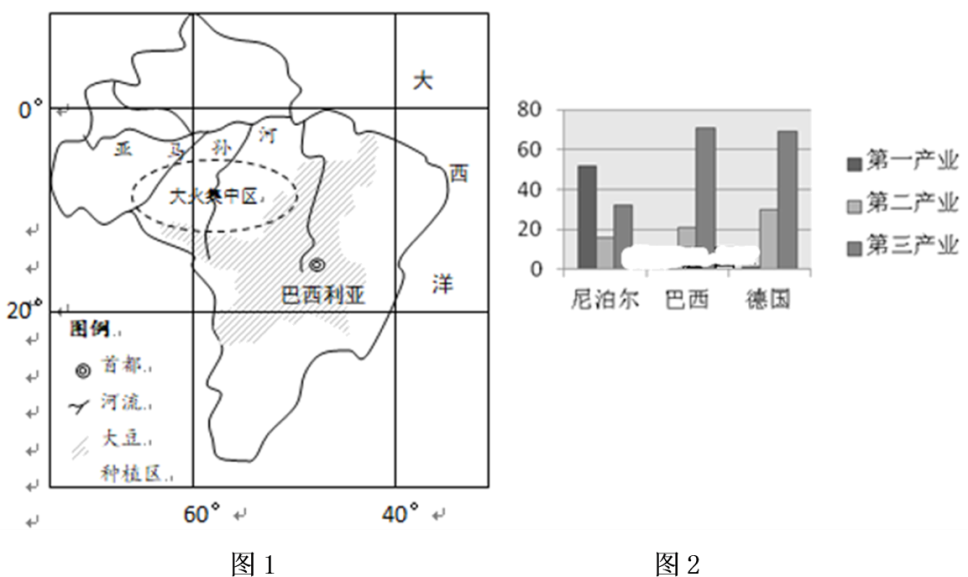 大
0°
亚 马 孙 河
西
大火集中区
洋
巴西利亚
20°
图例
首都
河流
大豆
种植区
60° 40°
图1
80
60
40
20
0
尼泊尔 巴西 德国
第一产业
第二产业
第三产业
图2